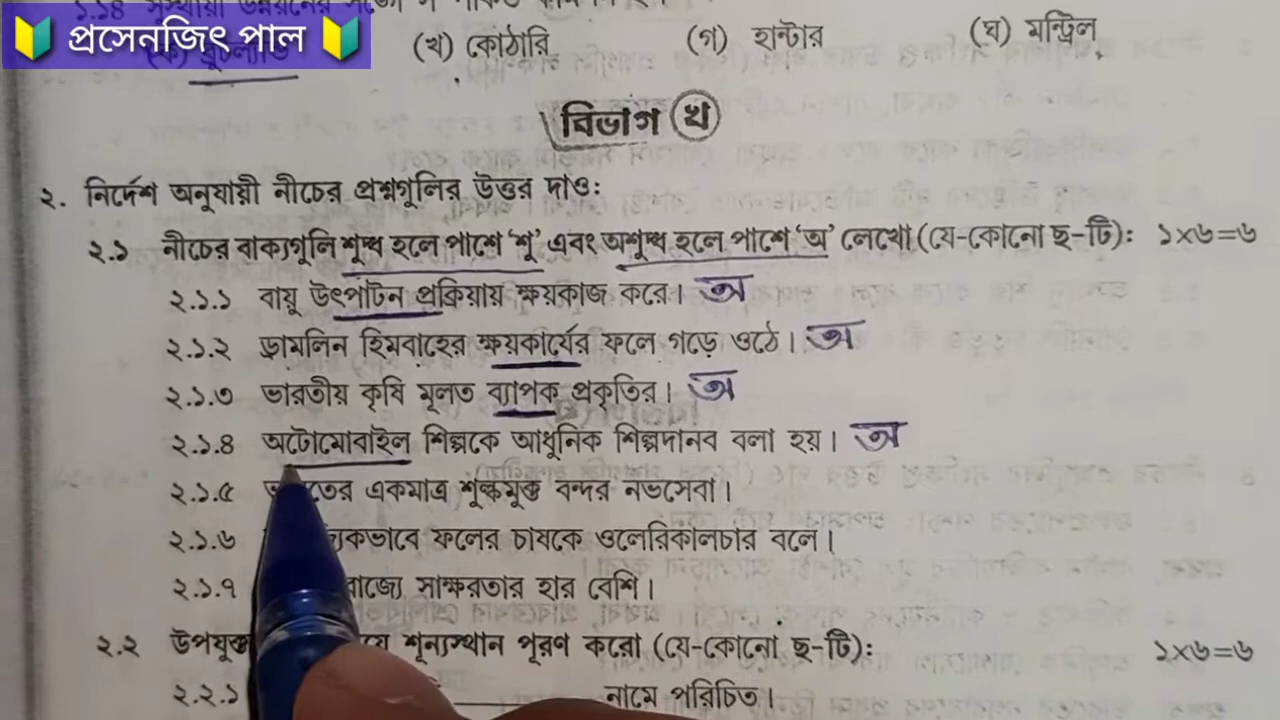 প্রসেনজিৎ পাল
(খ) কোঠারি (গ) হান্টার (ঘ) মন্ট্রিল
বিভাগ খ
২. নির্দেশ অনুযায়ী নীচের প্রশ্নগুলির উত্তর দাও:
২.১ নীচের বাক্যগুলি শুদ্ধ হলে পাশে ‘শু’ এবং অশুদ্ধ হলে পাশে ‘অ’ লেখো (যে-কোনো ছ-টি): ১×৬=৬
২.১.১ বায়ু উৎপাটন প্রক্রিয়ায় ক্ষয়কাজ করে। অ
২.১.২ ড্রামলিন হিমবাহের ক্ষয়কার্যের ফলে গড়ে ওঠে। অ
২.১.৩ ভারতীয় কৃষি মূলত ব্যাপক প্রকৃতির। অ
২.১.৪ অটোমোবাইল শিল্পকে আধুনিক শিল্পদানব বলা হয়। অ
২.১.৫ একমাত্র শুল্কমুক্ত বন্দর নভসেবা।
২.১.৬ ফলের চাষকে ওলেরিকালচার বলে।
২.১.৭ রাজ্যে সাক্ষরতার হার বেশি।
২.২ শূন্যস্থান পূরণ করো (যে-কোনো ছ-টি): ১×৬=৬
২.২.১ নামে পরিচিত।